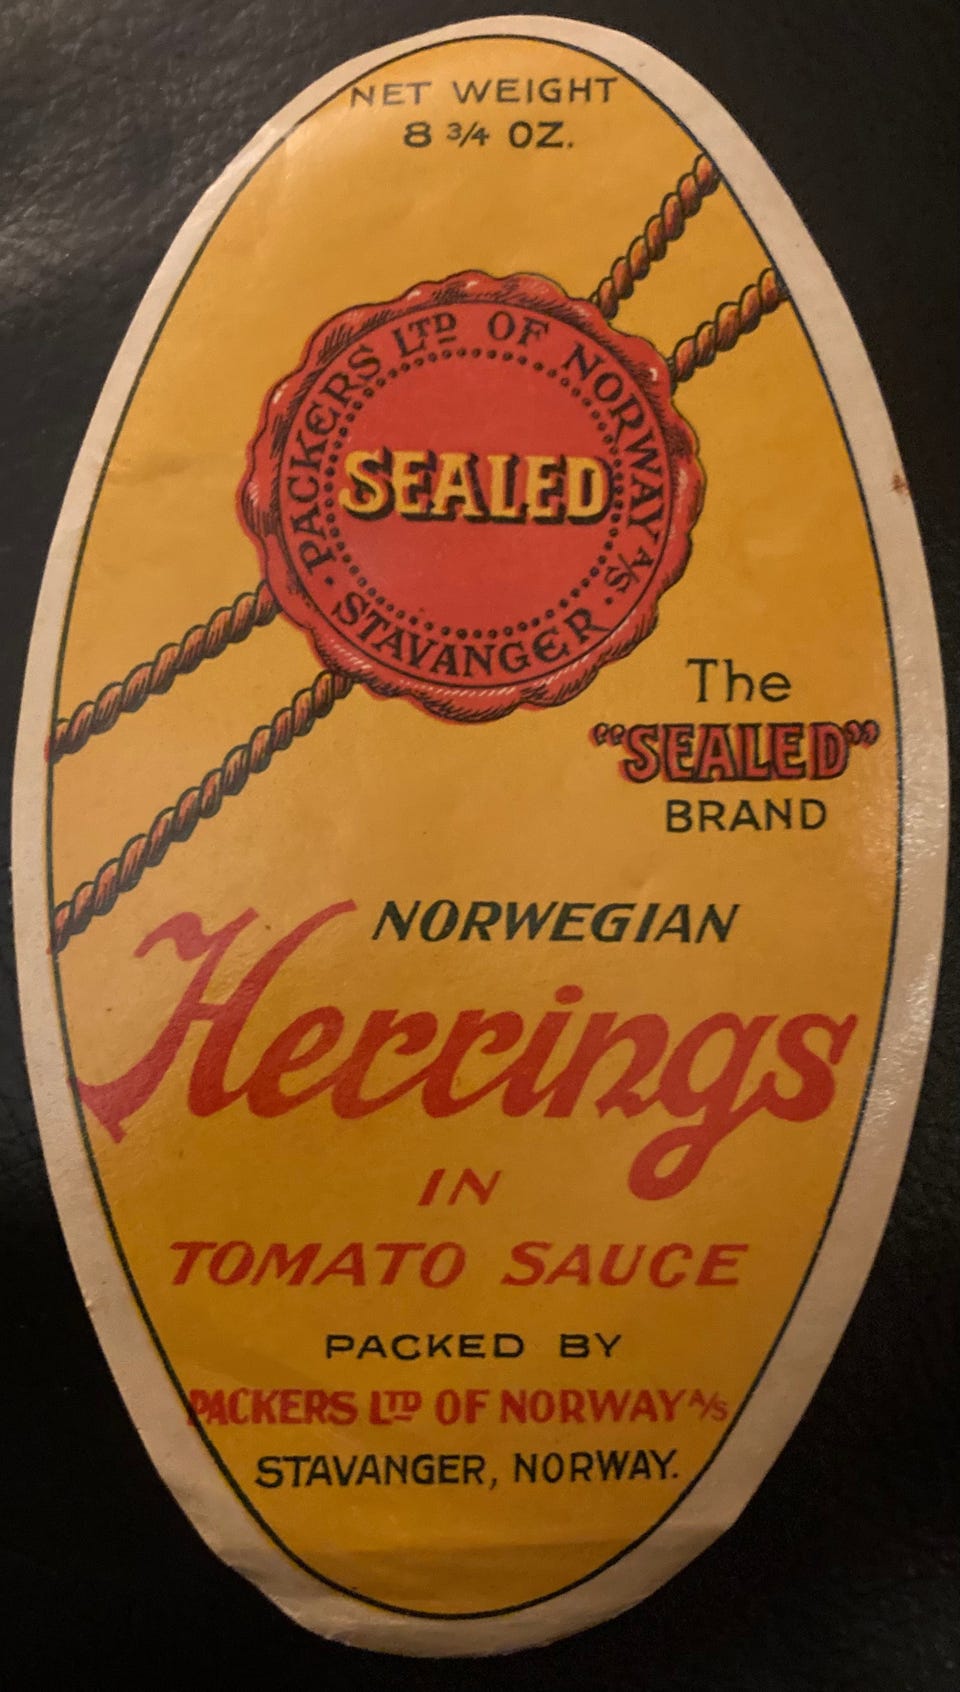 NET WEIGHT
8 3/4 OZ.
· PACKERS LTD OF NORWAY A/S ·
SEALED
STAVANGER
The
“SEALED”
BRAND
NORWEGIAN
Herrings
IN
TOMATO SAUCE
PACKED BY
PACKERS LTD OF NORWAY A/S
STAVANGER, NORWAY.